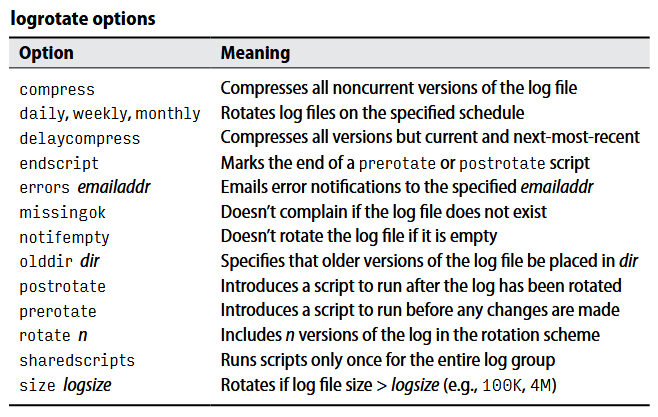 logrotate options
Option Meaning
compress Compresses all noncurrent versions of the log file
daily, weekly, monthly Rotates log files on the specified schedule
delaycompress Compresses all versions but current and next-most-recent
endscript Marks the end of a prerotate or postrotate script
errors emailaddr Emails error notifications to the specified emailaddr
missingok Doesn’t complain if the log file does not exist
notifempty Doesn’t rotate the log file if it is empty
olddir dir Specifies that older versions of the log file be placed in dir
postrotate Introduces a script to run after the log has been rotated
prerotate Introduces a script to run before any changes are made
rotate n Includes n versions of the log in the rotation scheme
sharedscripts Runs scripts only once for the entire log group
size logsize Rotates if log file size > logsize (e.g., 100K, 4M)